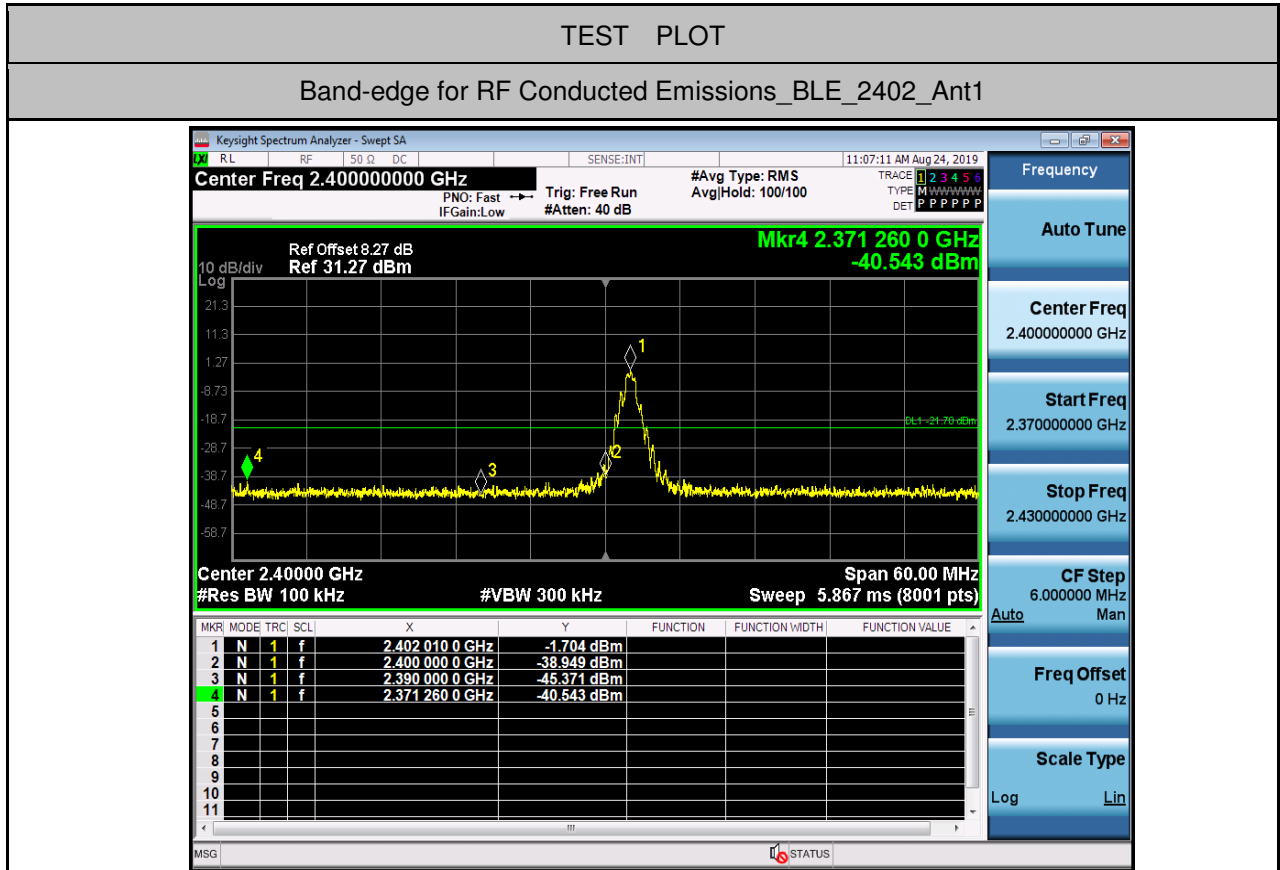 TEST PLOT
Band-edge for RF Conducted Emissions_BLE_2402_Ant1
Keysight Spectrum Analyzer - Swept SA
LXI RL RF 50 Ω DC SENSE:INT 11:07:11 AM Aug 24, 2019
Center Freq 2.400000000 GHz
PNO: Fast
IFGain:Low
Trig: Free Run
#Atten: 40 dB
#Avg Type: RMS
Avg|Hold: 100/100
TRACE 1 2 3 4 5 6
TYPE M WWWWW
DET P P P P P P
Mkr4 2.371 260 0 GHz
-40.543 dBm
Ref Offset 8.27 dB
10 dB/div Ref 31.27 dBm
Log
21.3
11.3
1.27
-8.73
-18.7
-28.7
-38.7
-48.7
-58.7
1
2
3
4
DL1 -21.70 dBm
Center 2.40000 GHz Span 60.00 MHz
#Res BW 100 kHz #VBW 300 kHz Sweep 5.867 ms (8001 pts)
MKR MODE TRC SCL X Y FUNCTION FUNCTION WIDTH FUNCTION VALUE
1 N 1 f 2.402 010 0 GHz -1.704 dBm
2 N 1 f 2.400 000 0 GHz -38.949 dBm
3 N 1 f 2.390 000 0 GHz -45.371 dBm
4 N 1 f 2.371 260 0 GHz -40.543 dBm
5
6
7
8
9
10
11
MSG STATUS
Frequency
Auto Tune
Center Freq
2.400000000 GHz
Start Freq
2.370000000 GHz
Stop Freq
2.430000000 GHz
CF Step
6.000000 MHz
Auto Man
Freq Offset
0 Hz
Scale Type
Log Lin